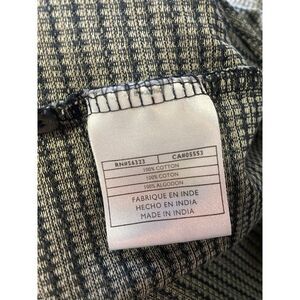 RN#56323 CA#05553
100% COTTON
100% COTON
100% ALGODON
FABRIQUE EN INDE
HECHO EN INDIA
MADE IN INDIA